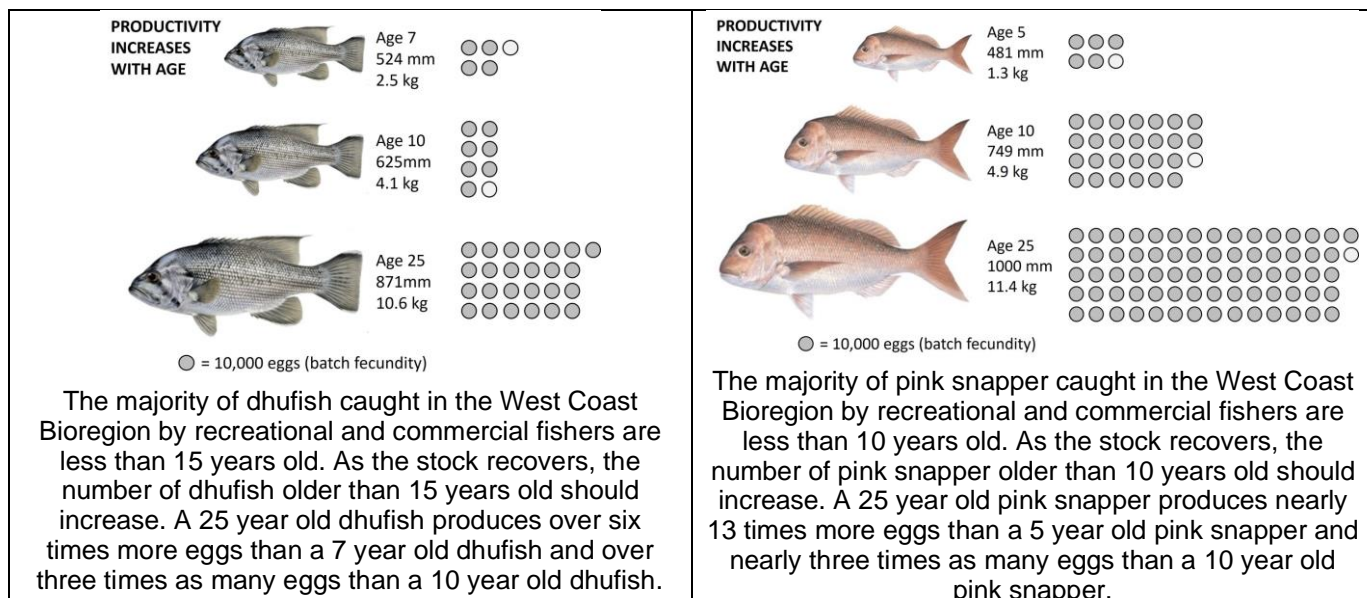 PRODUCTIVITY
INCREASES
WITH AGE
Age 7
524 mm
2.5 kg
Age 10
625mm
4.1 kg
Age 25
871mm
10.6 kg
= 10,000 eggs (batch fecundity)
The majority of dhufish caught in the West Coast
Bioregion by recreational and commercial fishers are
less than 15 years old. As the stock recovers, the
number of dhufish older than 15 years old should
increase. A 25 year old dhufish produces over six
times more eggs than a 7 year old dhufish and over
three times as many eggs than a 10 year old dhufish.
PRODUCTIVITY
INCREASES
WITH AGE
Age 5
481 mm
1.3 kg
Age 10
749 mm
4.9 kg
Age 25
1000 mm
11.4 kg
= 10,000 eggs (batch fecundity)
The majority of pink snapper caught in the West Coast
Bioregion by recreational and commercial fishers are
less than 10 years old. As the stock recovers, the
number of pink snapper older than 10 years old should
increase. A 25 year old pink snapper produces nearly
13 times more eggs than a 5 year old pink snapper and
nearly three times as many eggs than a 10 year old
pink snapper.